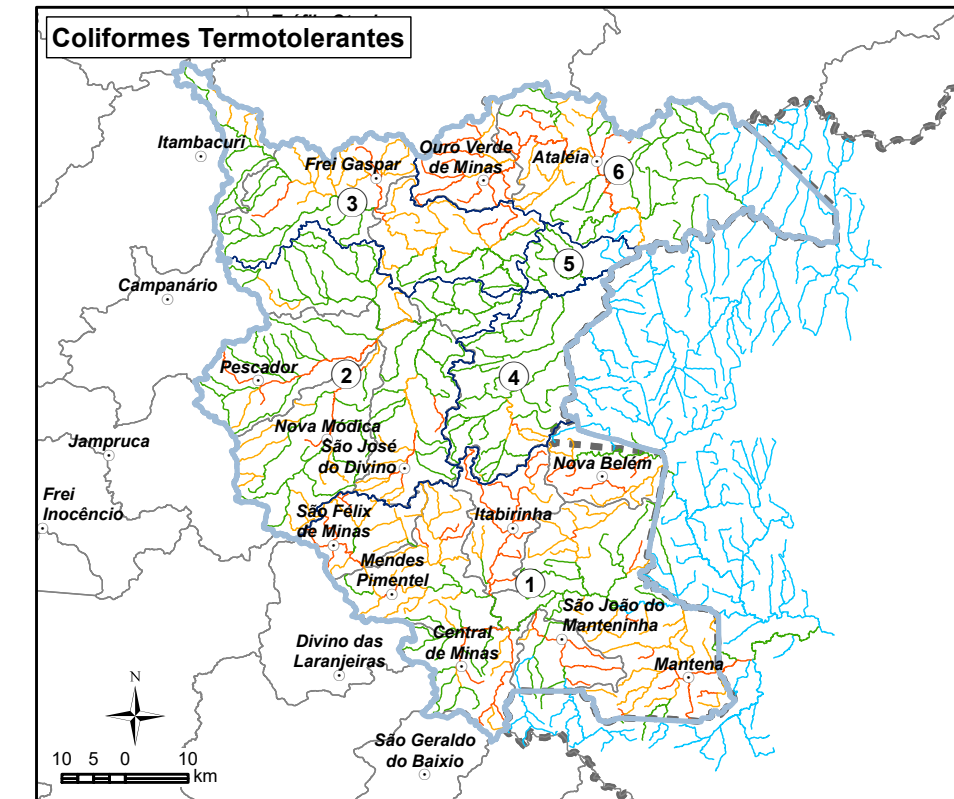 Coliformes Termotolerantes
Itambacuri
Frei Gaspar
Ouro Verde
de Minas
Ataléia
6
3
5
Campanário
Pescador
2
4
Nova Módica
São José
do Divino
Jampruca
Nova Belém
Frei
Inocêncio
São Félix
de Minas
Itabirinha
Mendes
Pimentel
1
São João do
Manteninha
Divino das
Laranjeiras
Central
de Minas
Mantena
N
São Geraldo
do Baixio
10 5 0 10
km